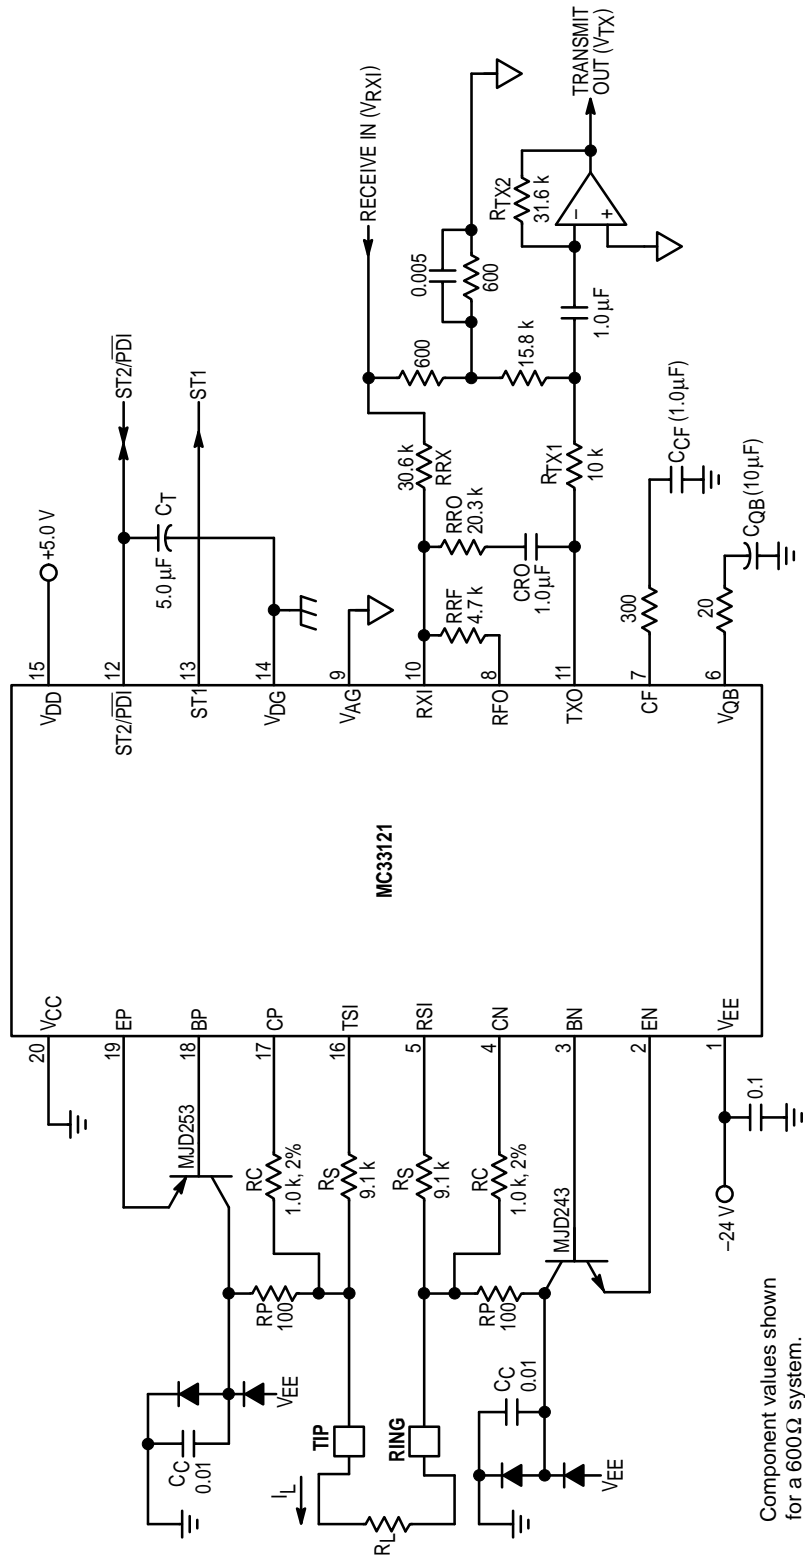 VCC
20
EP
19
BP
18
CP
17
TSI
16
RSI
5
CN
4
BN
3
EN
2
VEE
1
MC33121
VDD
15
+5.0 V
ST2/PDI
12
ST2/PDI
ST1
13
ST1
CT
5.0 µF
VDG
14
VAG
9
RXI
10
RFO
8
TXO
11
CF
7
VQB
6
RRF
4.7 k
RRO
20.3 k
CRO
1.0 µF
30.6 k
RRX
RECEIVE IN (VRXI)
600
0.005
600
15.8 k
RTX1
10 k
1.0 µF
RTX2
31.6 k
–
+
TRANSMIT
OUT (VTX)
300
CCF (1.0µF)
20
CQB (10µF)
MJD253
RC
1.0 k, 2%
RS
9.1 k
RS
9.1 k
RC
1.0 k, 2%
MJD243
0.1
–24 V
RP
100
RP
100
CC
0.01
VEE
TIP
RING
IL
RL
CC
0.01
VEE
Component values shown
for a 600Ω system.